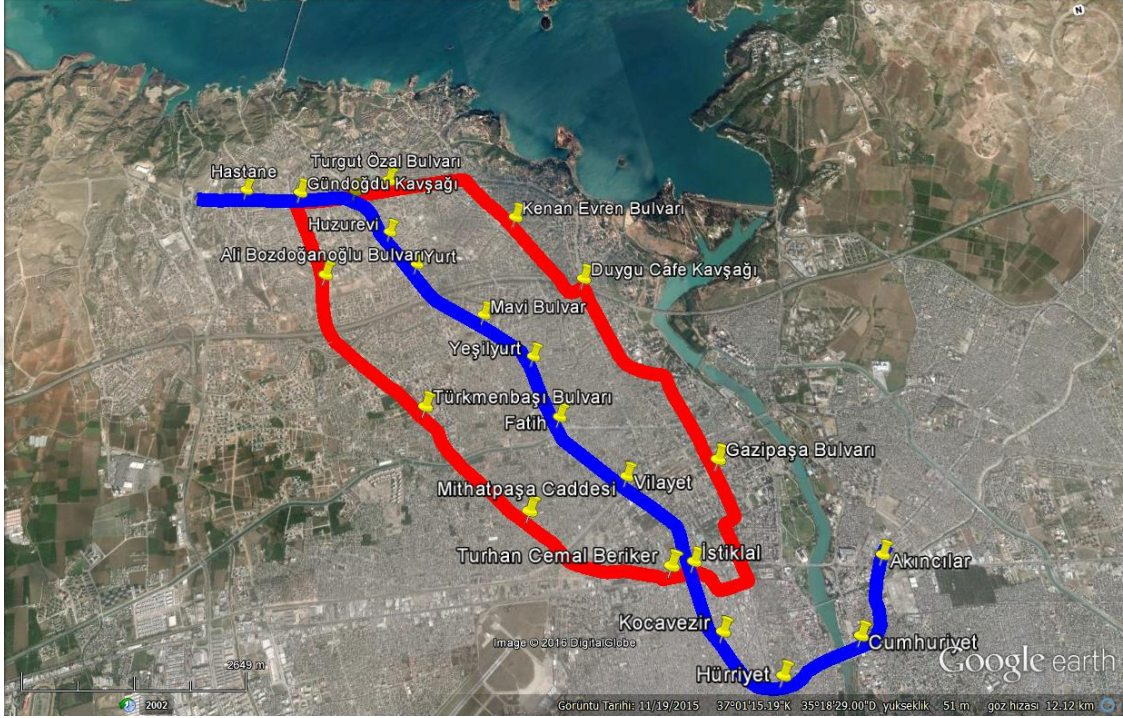 N
Turgut Özal Bulvarı
Hastane
Gündoğdu Kavşağı
Kenan Evren Bulvarı
Huzurevi
Ali Bozdoğanoğlu Bulvarı
Yurt
Duygu Cafe Kavşağı
Mavi Bulvar
Yeşilyurt
Türkmenbaşı Bulvarı
Fatih
Gazipaşa Bulvarı
Vilayet
Mithatpaşa Caddesi
Turhan Cemal Beriker
İstiklal
Akıncılar
Kocavezir
Image © 2016 DigitalGlobe
Cumhuriyet
Hürriyet
Google earth
2649 m
2002
Görüntü Tarihi: 11/19/2015 37°01'15.19"K 35°18'29.00"D yükseklik 51 m göz hizası 12.12 km